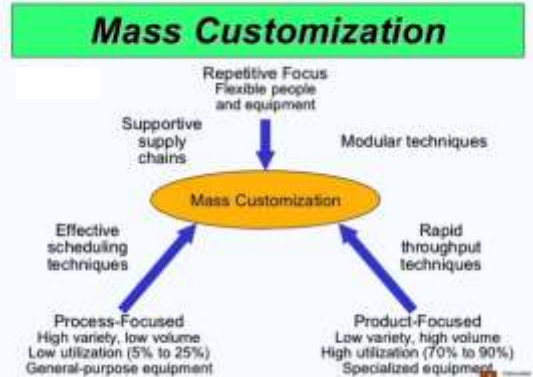 Mass Customization
Repetitive Focus
Flexible people
and equipment
Supportive
supply
chains
Modular techniques
Mass Customization
Effective
scheduling
techniques
Rapid
throughput
techniques
Process-Focused
High variety, low volume
Low utilization (5% to 25%)
General-purpose equipment
Product-Focused
Low variety, high volume
High utilization (70% to 90%)
Specialized equipment